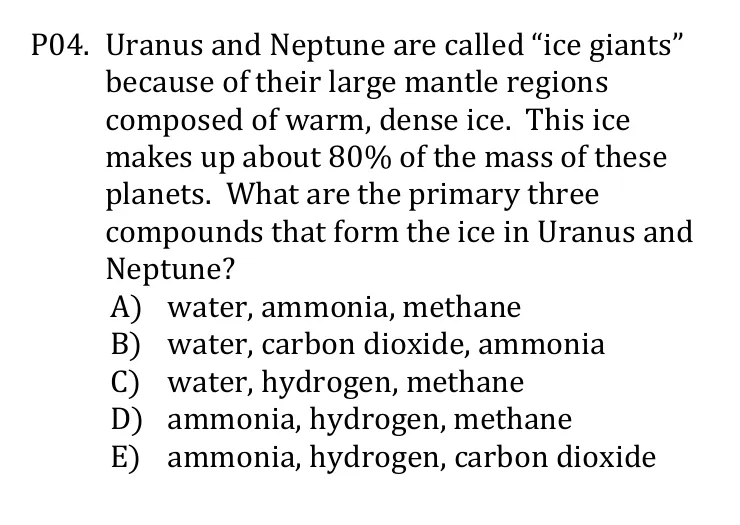 P04. Uranus and Neptune are called “ice giants”
because of their large mantle regions
composed of warm, dense ice. This ice
makes up about 80% of the mass of these
planets. What are the primary three
compounds that form the ice in Uranus and
Neptune?
A) water, ammonia, methane
B) water, carbon dioxide, ammonia
C) water, hydrogen, methane
D) ammonia, hydrogen, methane
E) ammonia, hydrogen, carbon dioxide